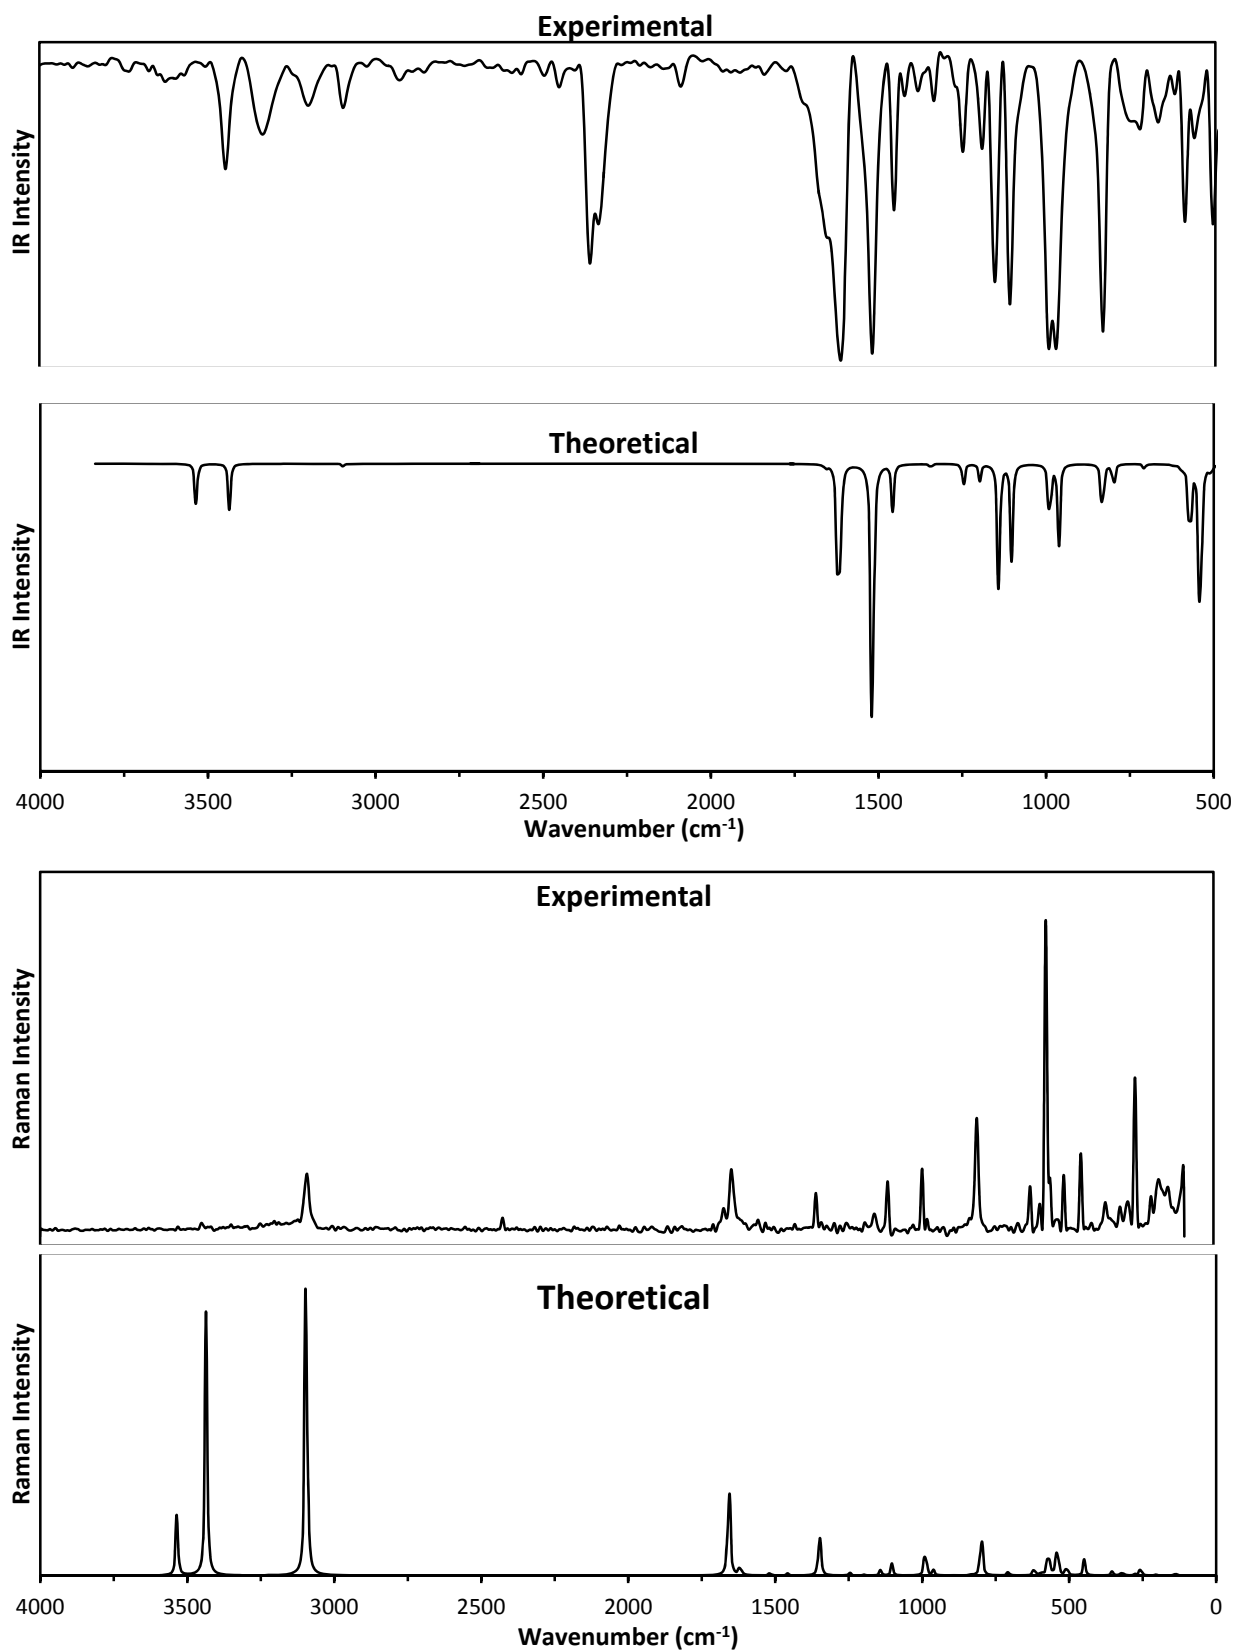 Experimental
IR Intensity
Theoretical
IR Intensity
4000 3500 3000 2500 2000 1500 1000 500
Wavenumber (cm⁻¹)
Experimental
Raman Intensity
Theoretical
Raman Intensity
4000 3500 3000 2500 2000 1500 1000 500 0
Wavenumber (cm⁻¹)